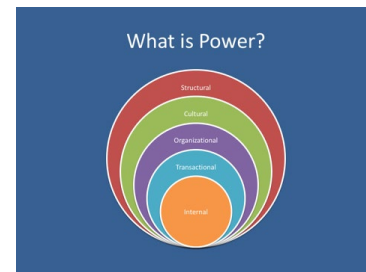 What is Power?
Structural
Cultural
Organizational
Transactional
Internal